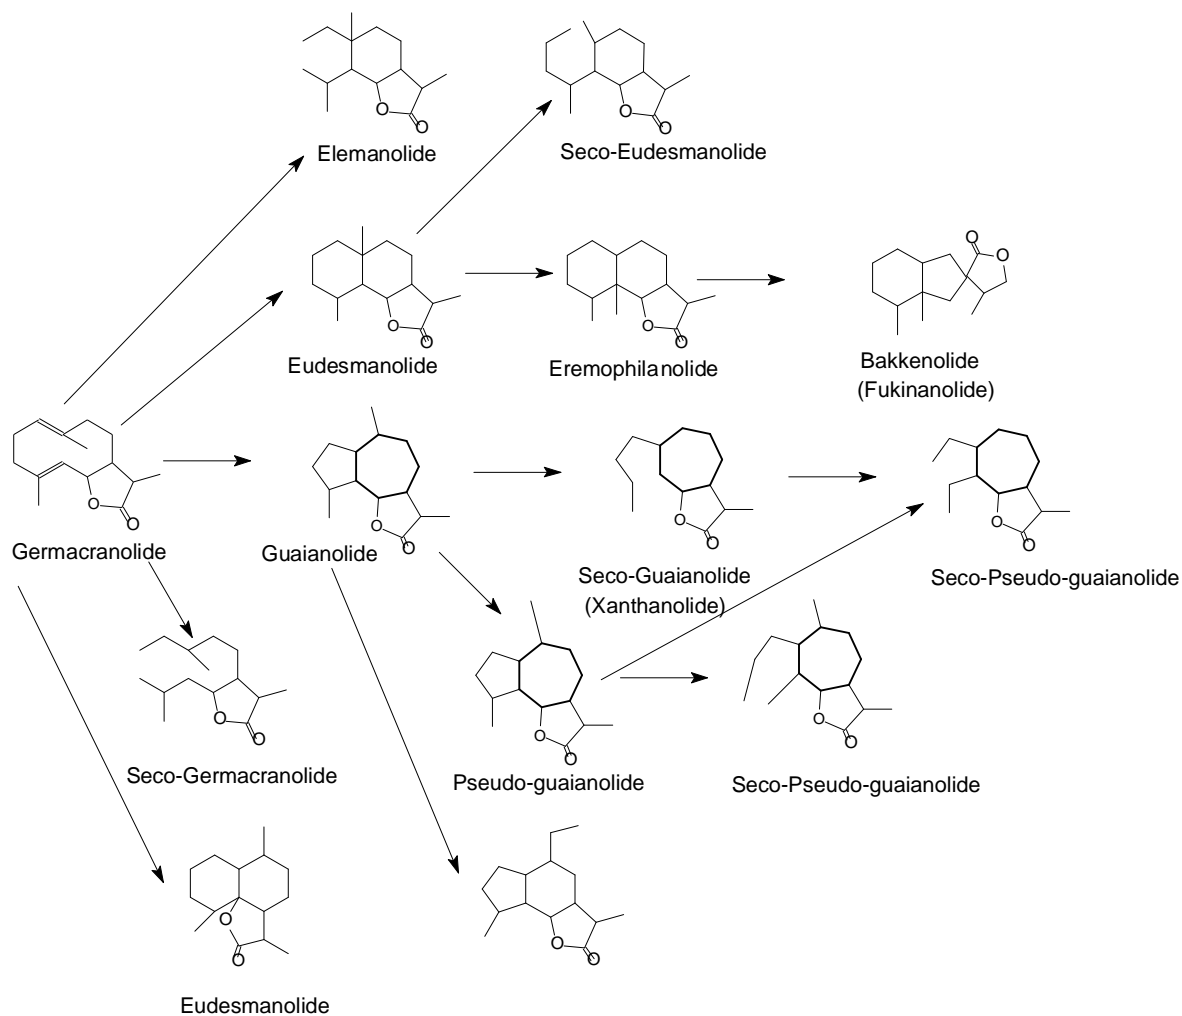 O
O
Elemanolide
O
O
Seco-Eudesmanolide
O
O
Eudesmanolide
O
O
Eremophilanolide
O
O
Bakkenolide
(Fukinanolide)
O
O
Germacranolide
O
O
Guaianolide
O
O
Seco-Guaianolide
(Xanthanolide)
O
O
Seco-Pseudo-guaianolide
O
O
Seco-Germacranolide
O
O
Pseudo-guaianolide
O
O
Seco-Pseudo-guaianolide
O
O
Eudesmanolide
O
O